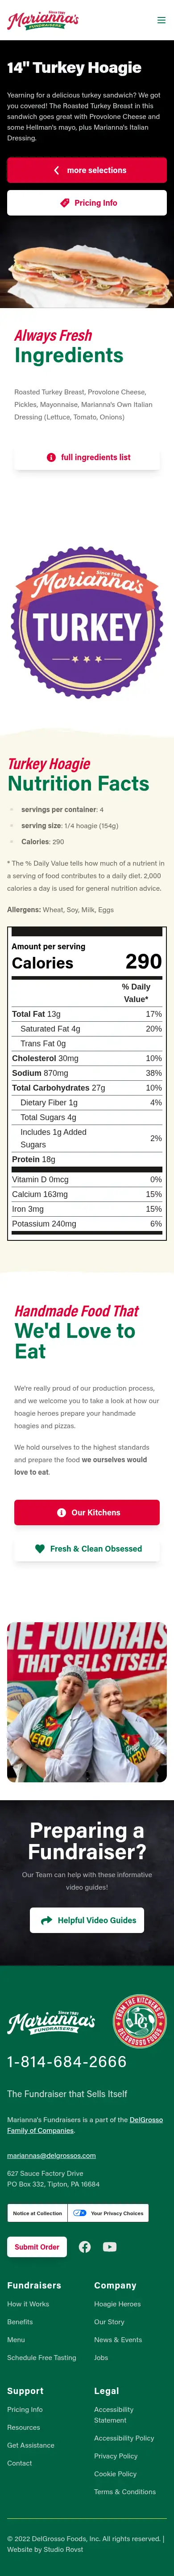 Since 1981
Marianna's
FUNDRAISERS
14" Turkey Hoagie
Yearning for a delicious turkey sandwich? We got
you covered! The Roasted Turkey Breast in this
sandwich goes great with Provolone Cheese and
some Hellman's mayo, plus Marianna's Italian
Dressing.
more selections
Pricing Info
Always Fresh
Ingredients
Roasted Turkey Breast, Provolone Cheese,
Pickles, Mayonnaise, Marianna's Own Italian
Dressing (Lettuce, Tomato, Onions)
full ingredients list
Since 1981
Marianna's
TURKEY
Turkey Hoagie
Nutrition Facts
servings per container: 4
serving size: 1/4 hoagie (154g)
Calories: 290
* The % Daily Value tells how much of a nutrient in
a serving of food contributes to a daily diet. 2,000
calories a day is used for general nutrition advice.
Allergens: Wheat, Soy, Milk, Eggs
Amount per serving
Calories 290
% Daily
Value*
Total Fat 13g 17%
Saturated Fat 4g 20%
Trans Fat 0g
Cholesterol 30mg 10%
Sodium 870mg 38%
Total Carbohydrates 27g 10%
Dietary Fiber 1g 4%
Total Sugars 4g
Includes 1g Added
Sugars 2%
Protein 18g
Vitamin D 0mcg 0%
Calcium 163mg 15%
Iron 3mg 15%
Potassium 240mg 6%
Handmade Food That
We'd Love to
Eat
We're really proud of our production process,
and we welcome you to take a look at how our
hoagie heroes prepare your handmade
hoagies and pizzas.
We hold ourselves to the highest standards
and prepare the food we ourselves would
love to eat.
Our Kitchens
Fresh & Clean Obsessed
HE FUNDRAIS
THAT SELLS ITSELF
HERO
Preparing a
Fundraiser?
Our Team can help with these informative
video guides!
Helpful Video Guides
Since 1981
Marianna's
FUNDRAISERS
DELGROSSO FOODS
1-814-684-2666
The Fundraiser that Sells Itself
Marianna's Fundraisers is a part of the DelGrosso
Family of Companies.
mariannas@delgrossos.com
627 Sauce Factory Drive
PO Box 332, Tipton, PA 16684
Notice at Collection
Your Privacy Choices
Submit Order
Fundraisers
How it Works
Benefits
Menu
Schedule Free Tasting
Company
Hoagie Heroes
Our Story
News & Events
Jobs
Support
Pricing Info
Resources
Get Assistance
Contact
Legal
Accessibility
Statement
Accessibility Policy
Privacy Policy
Cookie Policy
Terms & Conditions
© 2022 DelGrosso Foods, Inc. All rights reserved. |
Website by Studio Rovst